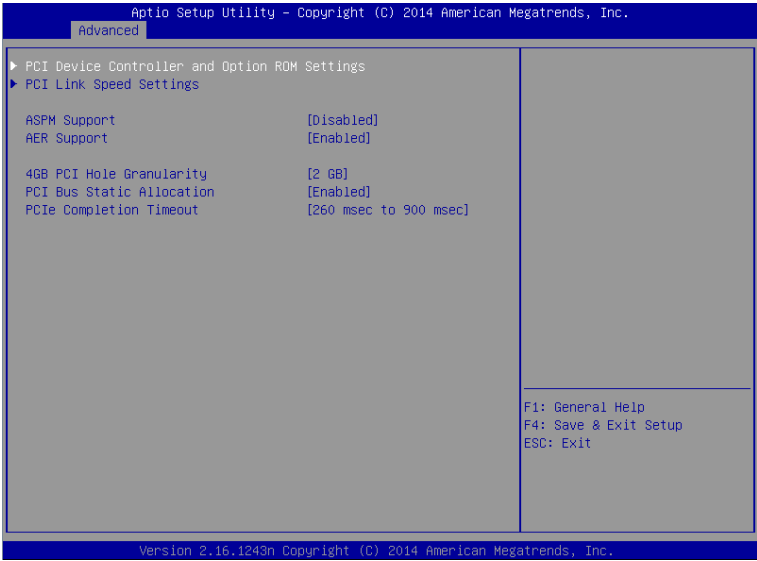 Aptio Setup Utility – Copyright (C) 2014 American Megatrends, Inc.
Advanced
PCI Device Controller and Option ROM Settings
PCI Link Speed Settings
ASPM Support [Disabled]
AER Support [Enabled]
4GB PCI Hole Granularity [2 GB]
PCI Bus Static Allocation [Enabled]
PCIe Completion Timeout [260 msec to 900 msec]
F1: General Help
F4: Save & Exit Setup
ESC: Exit
Version 2.16.1243n Copyright (C) 2014 American Megatrends, Inc.